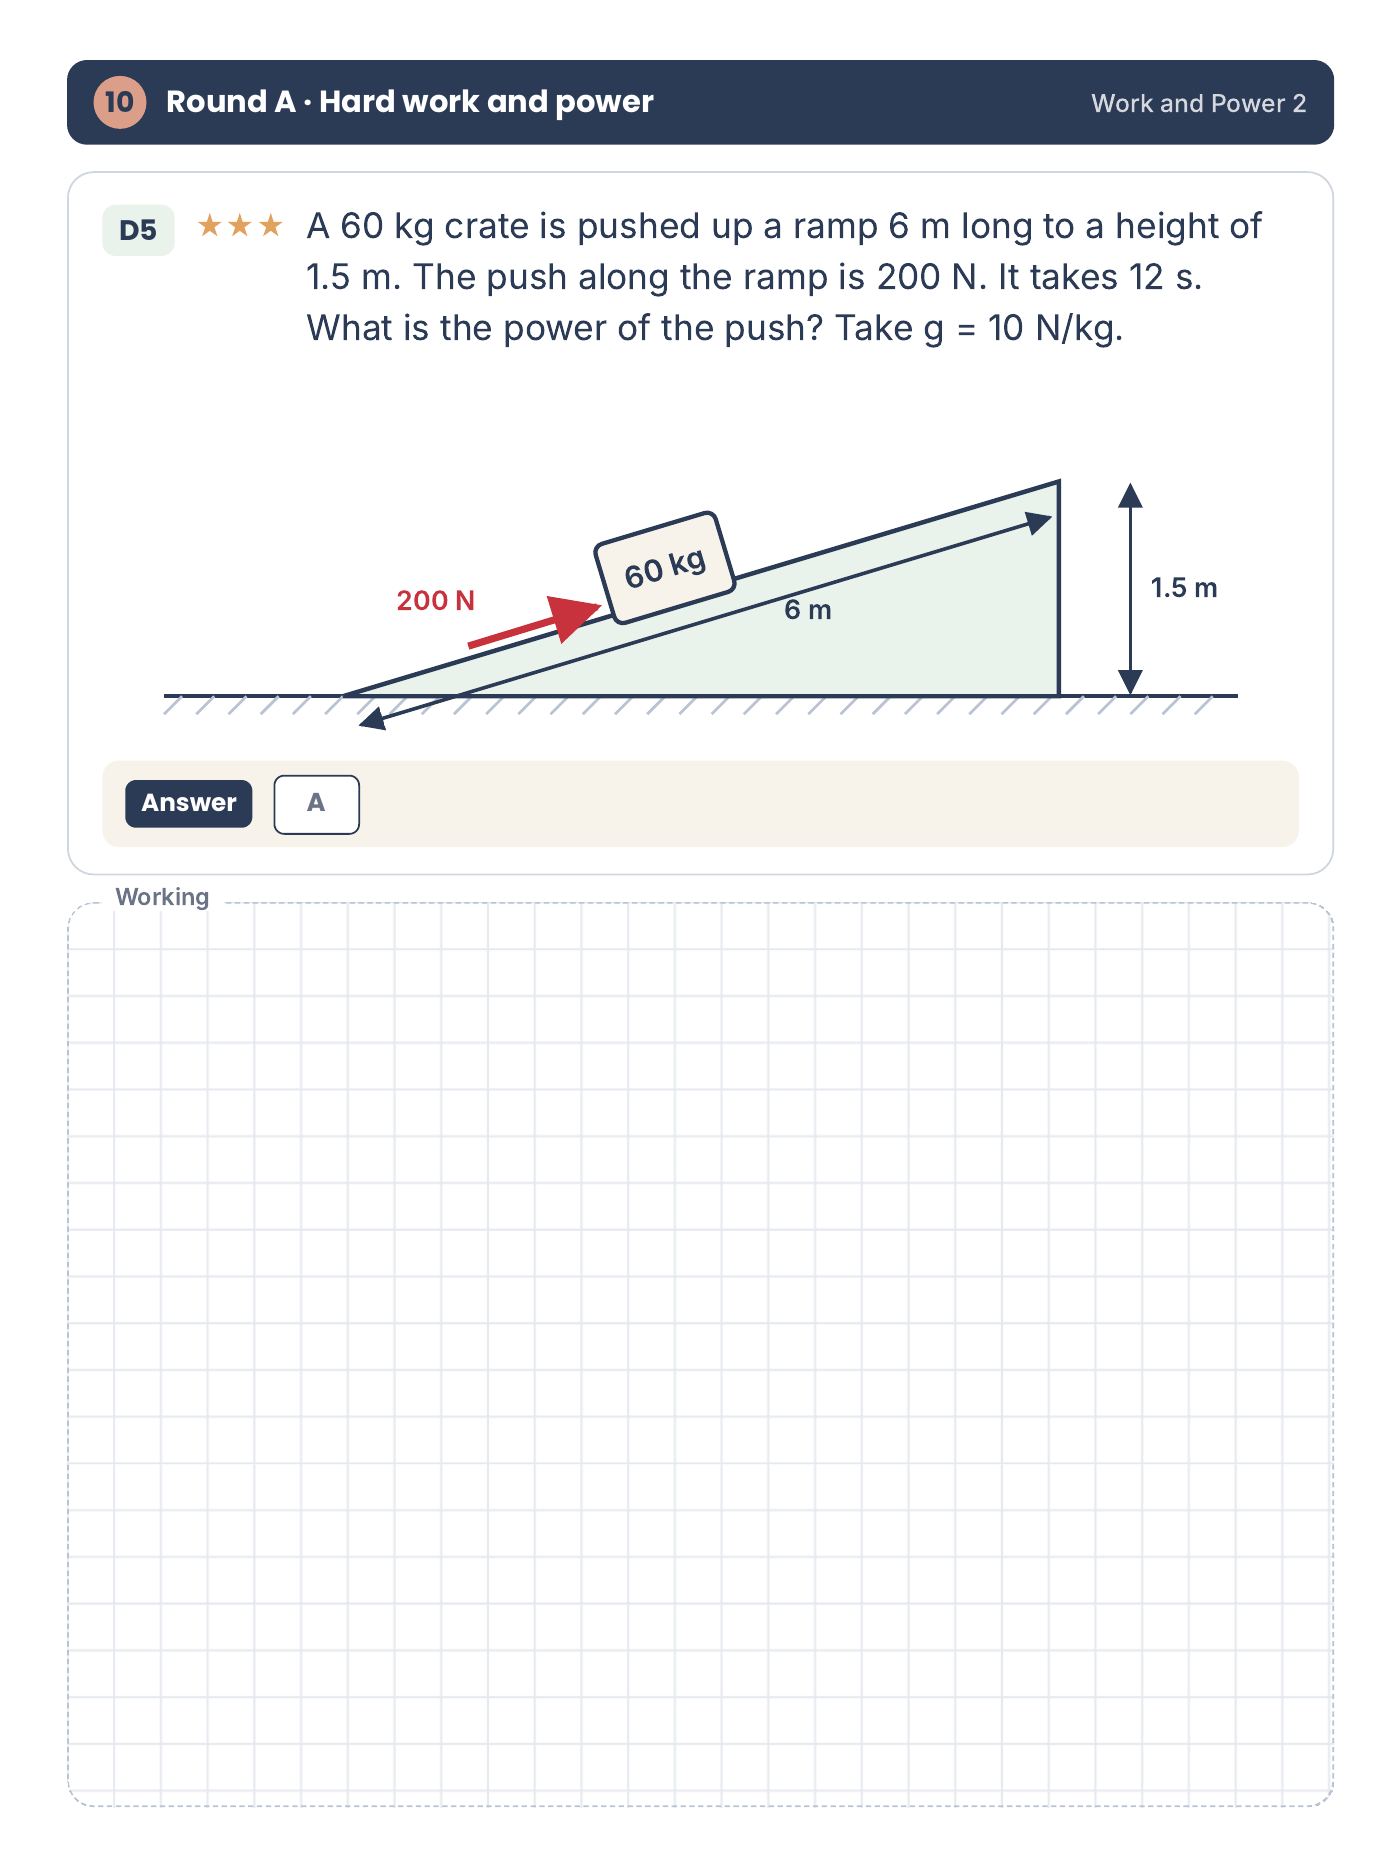 10 Round A · Hard work and power Work and Power 2
D5 ★★★ A 60 kg crate is pushed up a ramp 6 m long to a height of
1.5 m. The push along the ramp is 200 N. It takes 12 s.
What is the power of the push? Take g = 10 N/kg.
60 kg
200 N
6 m
1.5 m
Answer A
Working